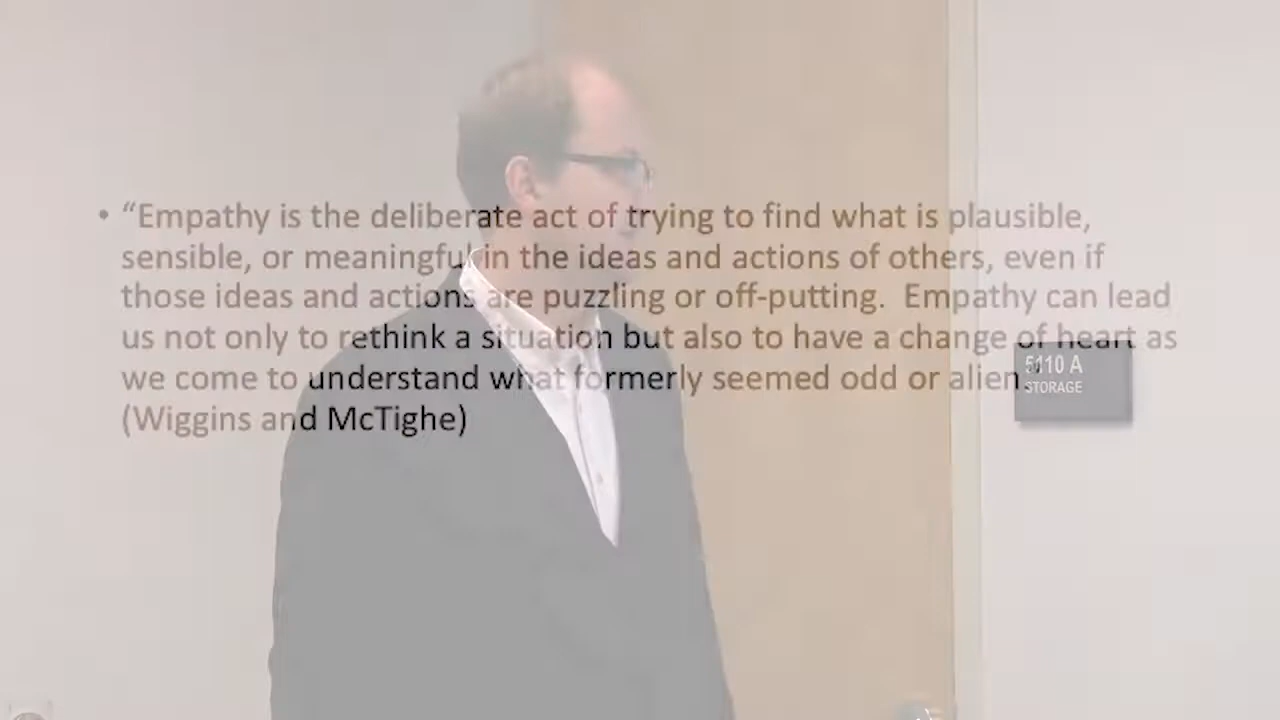 • “Empathy is the deliberate act of trying to find what is plausible,
sensible, or meaningful in the ideas and actions of others, even if
those ideas and actions are puzzling or off-putting.  Empathy can lead
us not only to rethink a situation but also to have a change of heart as
we come to understand what formerly seemed odd or alien.
(Wiggins and McTighe)
5110 A
STORAGE